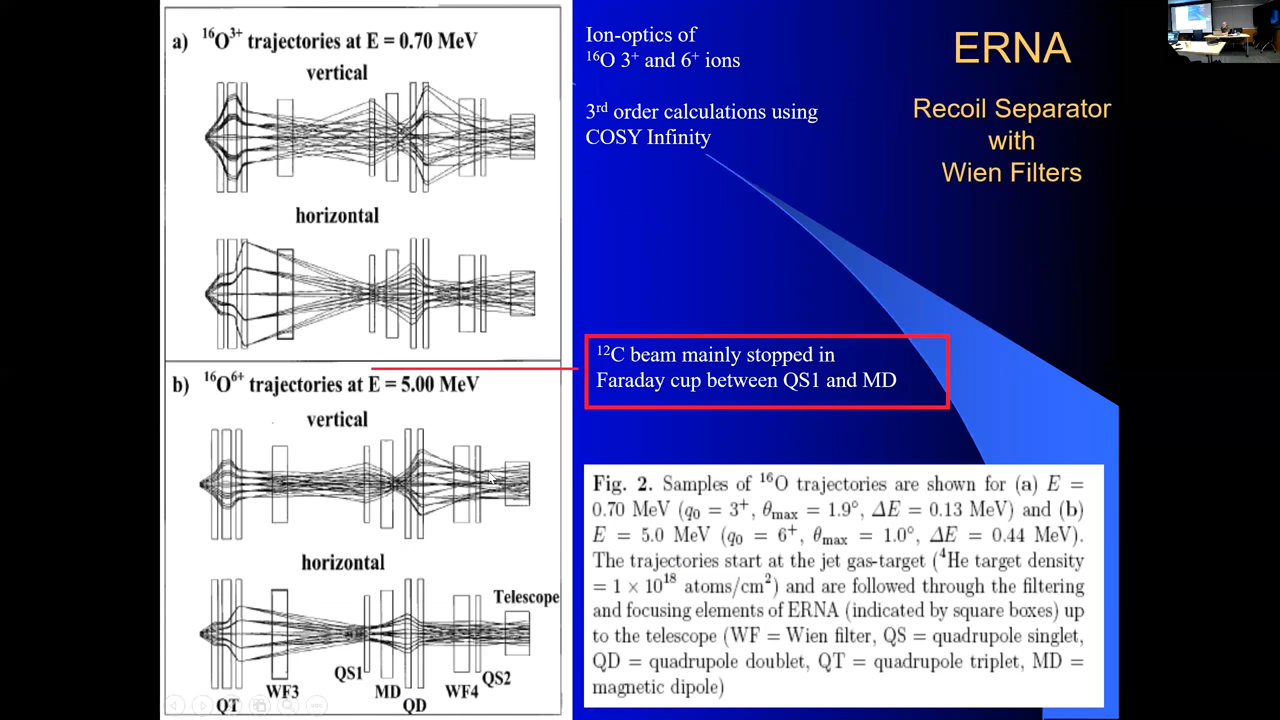 a) ¹⁶O³⁺ trajectories at E = 0.70 MeV
vertical
horizontal
b) ¹⁶O⁶⁺ trajectories at E = 5.00 MeV
vertical
horizontal
Telescope
QS1
QS2
WF3
MD
WF4
QT
QD
Ion-optics of
¹⁶O 3⁺ and 6⁺ ions
3ʳᵈ order calculations using
COSY Infinity
ERNA
Recoil Separator
with
Wien Filters
¹²C beam mainly stopped in
Faraday cup between QS1 and MD
Fig. 2. Samples of ¹⁶O trajectories are shown for (a) E =
0.70 MeV (q₀ = 3⁺, θₘₐₓ = 1.9°, ΔE = 0.13 MeV) and (b)
E = 5.0 MeV (q₀ = 6⁺, θₘₐₓ = 1.0°, ΔE = 0.44 MeV).
The trajectories start at the jet gas-target (⁴He target density
= 1 × 10¹⁸ atoms/cm²) and are followed through the filtering
and focusing elements of ERNA (indicated by square boxes) up
to the telescope (WF = Wien filter, QS = quadrupole singlet,
QD = quadrupole doublet, QT = quadrupole triplet, MD =
magnetic dipole)